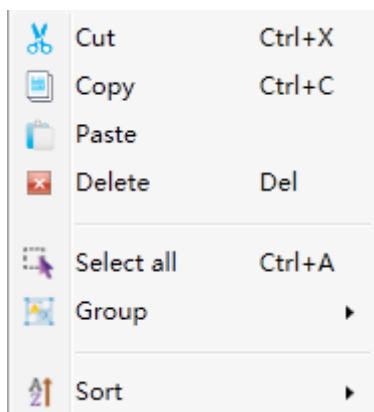 Cut Ctrl+X
Copy Ctrl+C
Paste
Delete Del
Select all Ctrl+A
Group
Sort